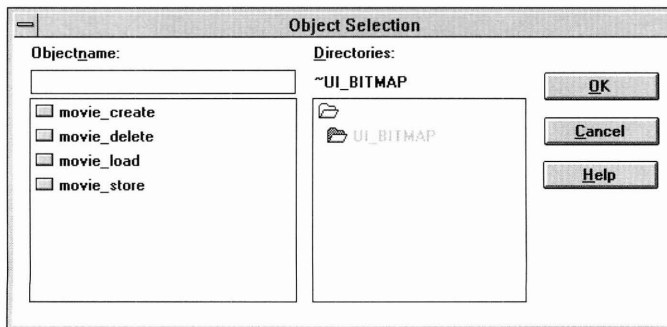 Object Selection
Objectname:
movie_create
movie_delete
movie_load
movie_store
Directories:
~UI_BITMAP
UI_BITMAP
OK
Cancel
Help